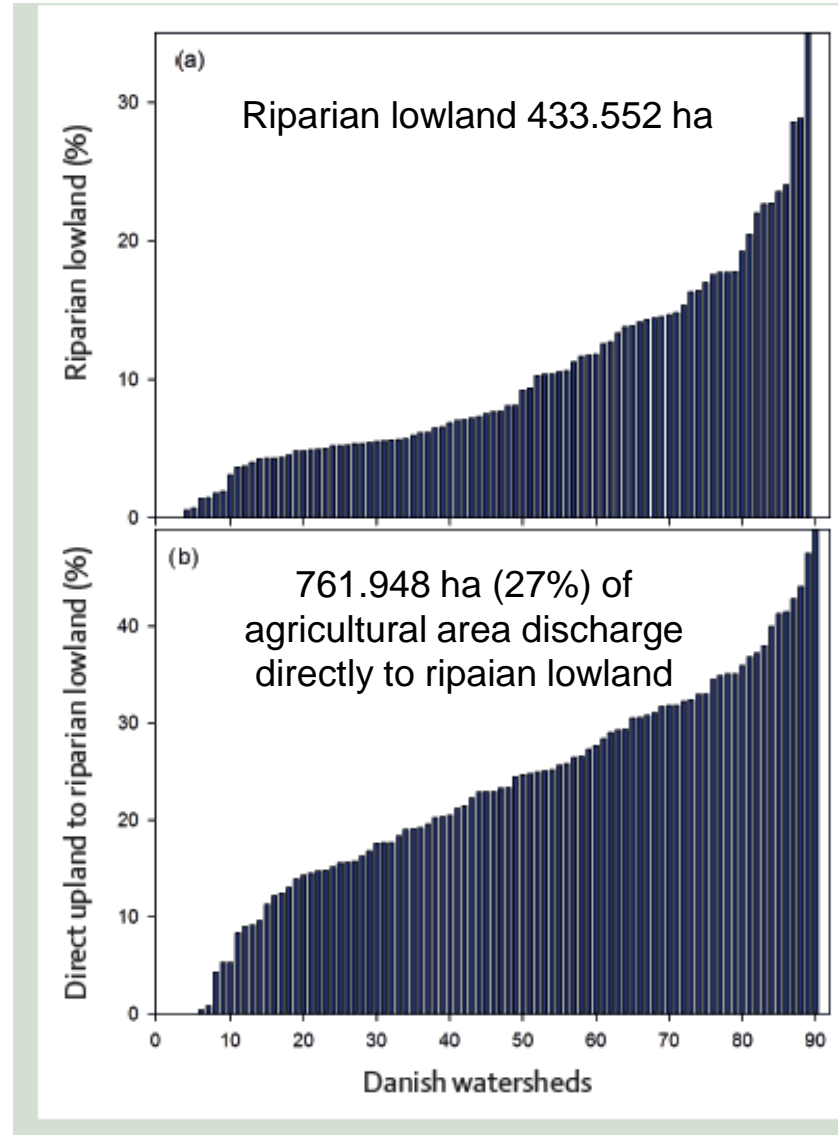 (a)
Riparian lowland 433.552 ha
Riparian lowland (%)
30
20
10
0
(b)
761.948 ha (27%) of
agricultural area discharge
directly to ripaian lowland
Direct upland to riparian lowland (%)
40
30
20
10
0
0 10 20 30 40 50 60 70 80 90
Danish watersheds